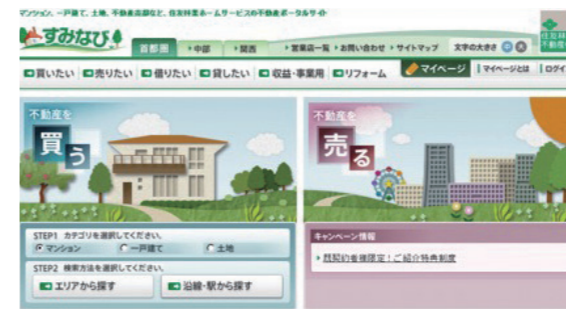 マンション、一戸建て、土地、不動産売却など、住友林業ホームサービスの不動産ポータルサイト
すみなび
首都圏 中部 関西 営業店一覧 お問い合わせ サイトマップ 文字の大きさ
買いたい 売りたい 借りたい 貸したい 収益・事業用 リフォーム マイページ マイページとは ログイ
不動産を
買う
不動産を
売る
STEP1 カテゴリを選択してください。
マンション 一戸建て 土地
STEP2 検索方法を選択してください。
エリアから探す 沿線・駅から探す
キャンペーン情報
既契約者様限定!ご紹介特典制度